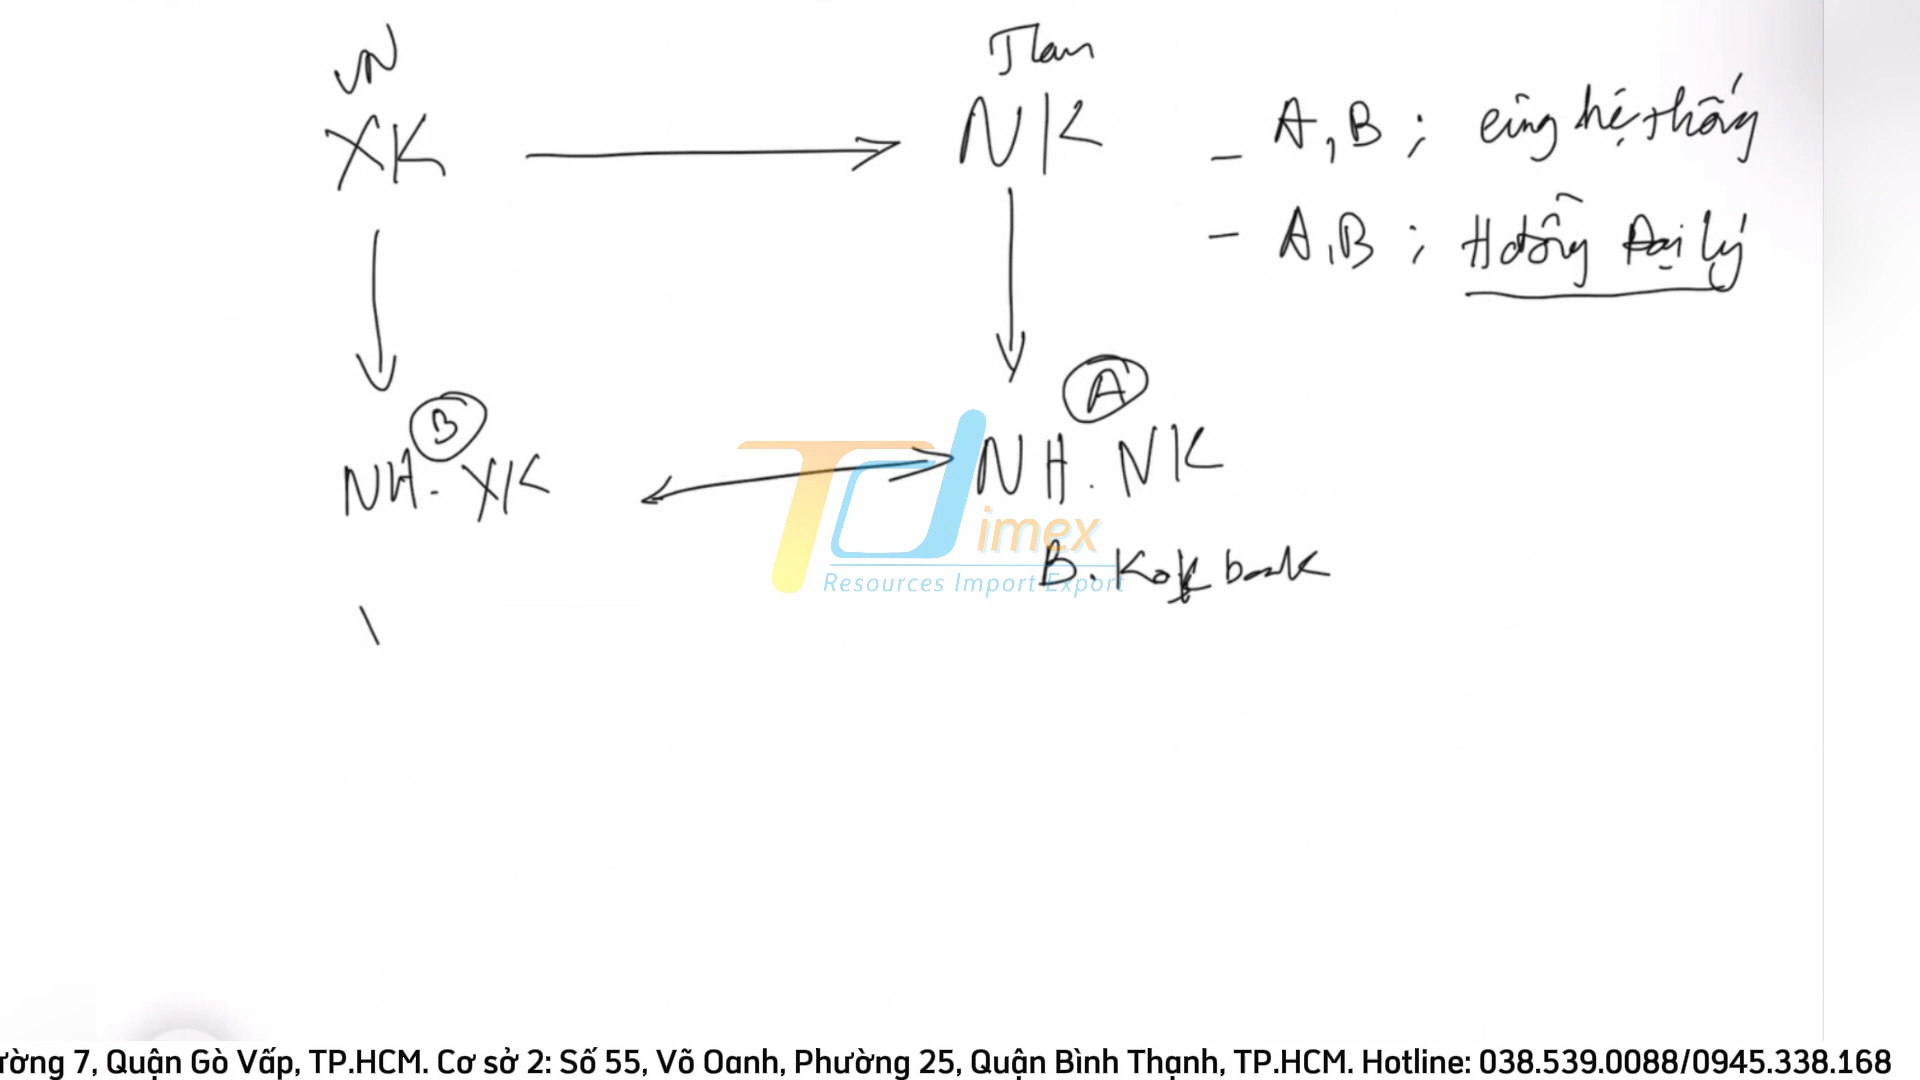 VN
XK
TLan
NK
- A, B ; cùng hệ thống
- A, B ; Hđồng Đại lý
B
NH. XK
A
NH. NK
imex
B. Kok bank
Resources Import Export
ường 7, Quận Gò Vấp, TP.HCM. Cơ sở 2: Số 55, Võ Oanh, Phường 25, Quận Bình Thạnh, TP.HCM. Hotline: 038.539.0088/0945.338.168